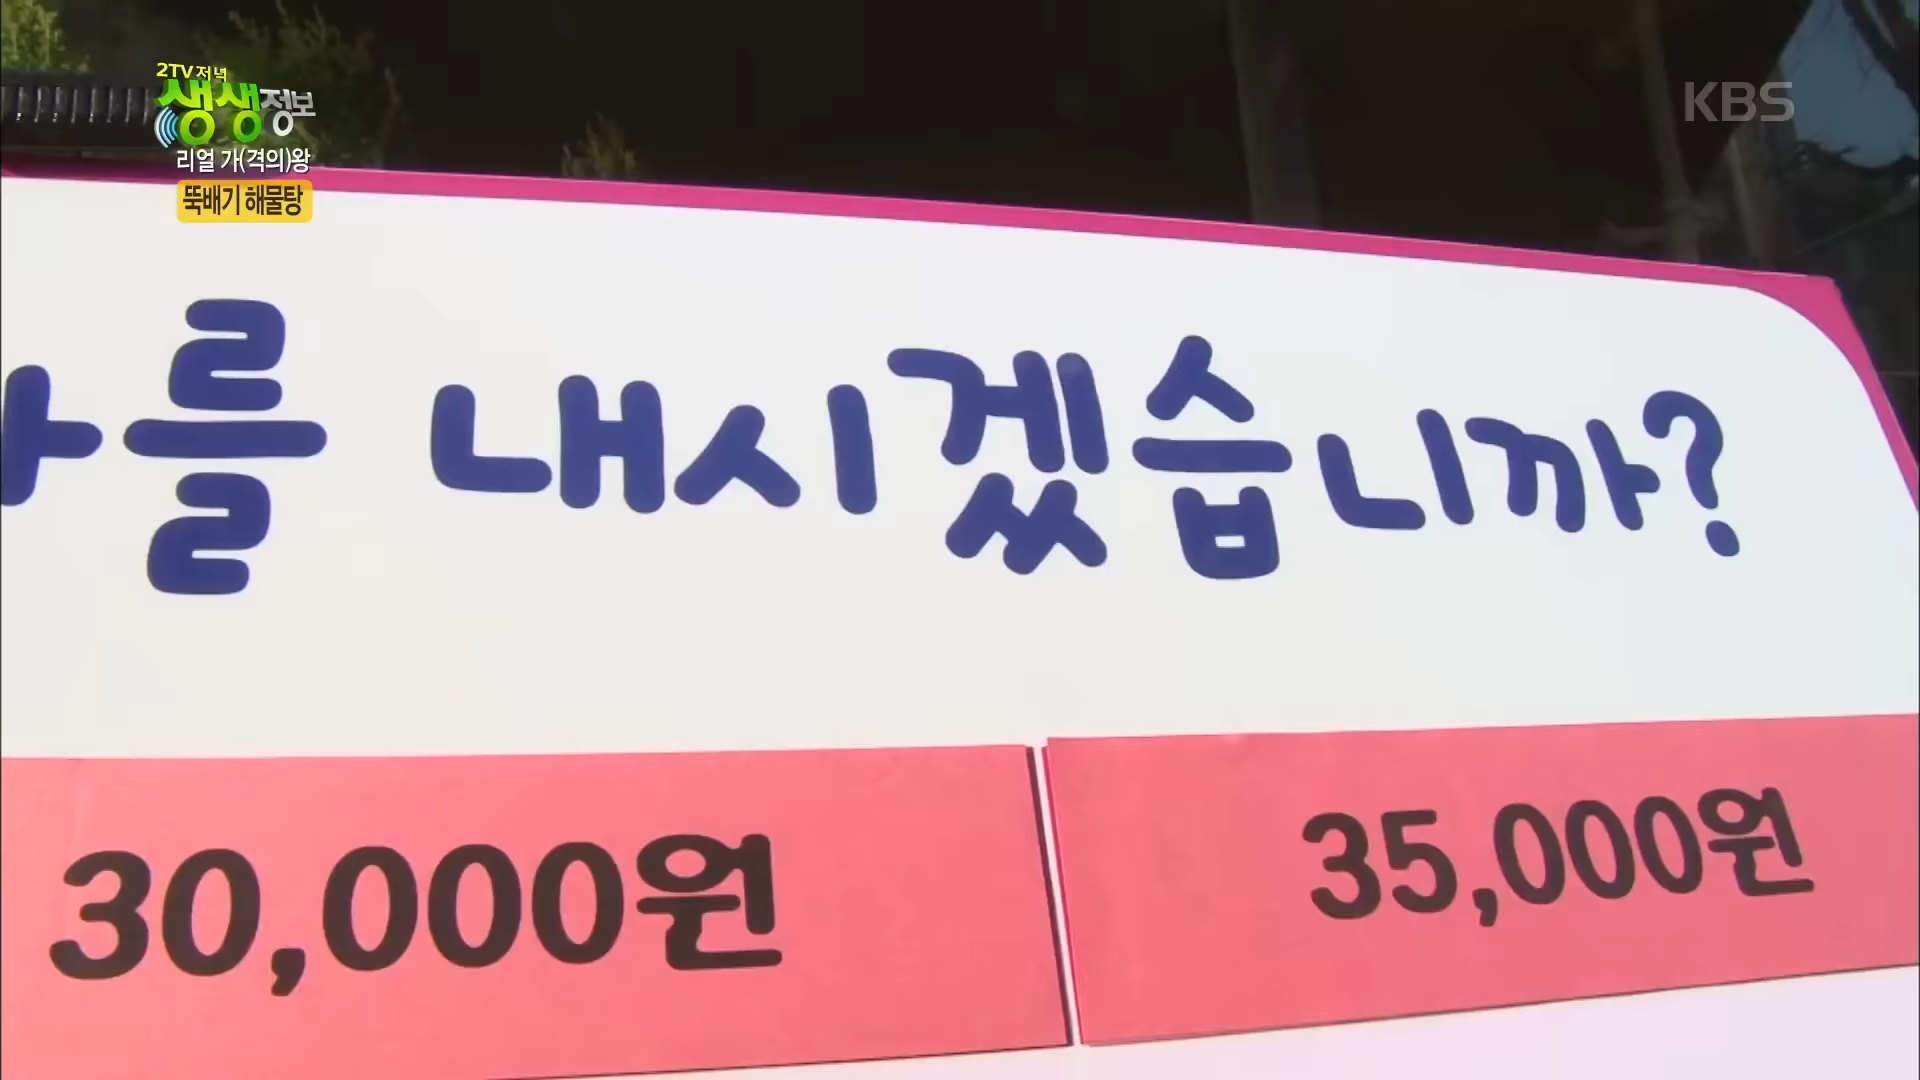 2TV 저녁
생생정보
KBS
리얼 가(격의)왕
뚝배기 해물탕
를 내시겠습니까?
30,000원
35,000원